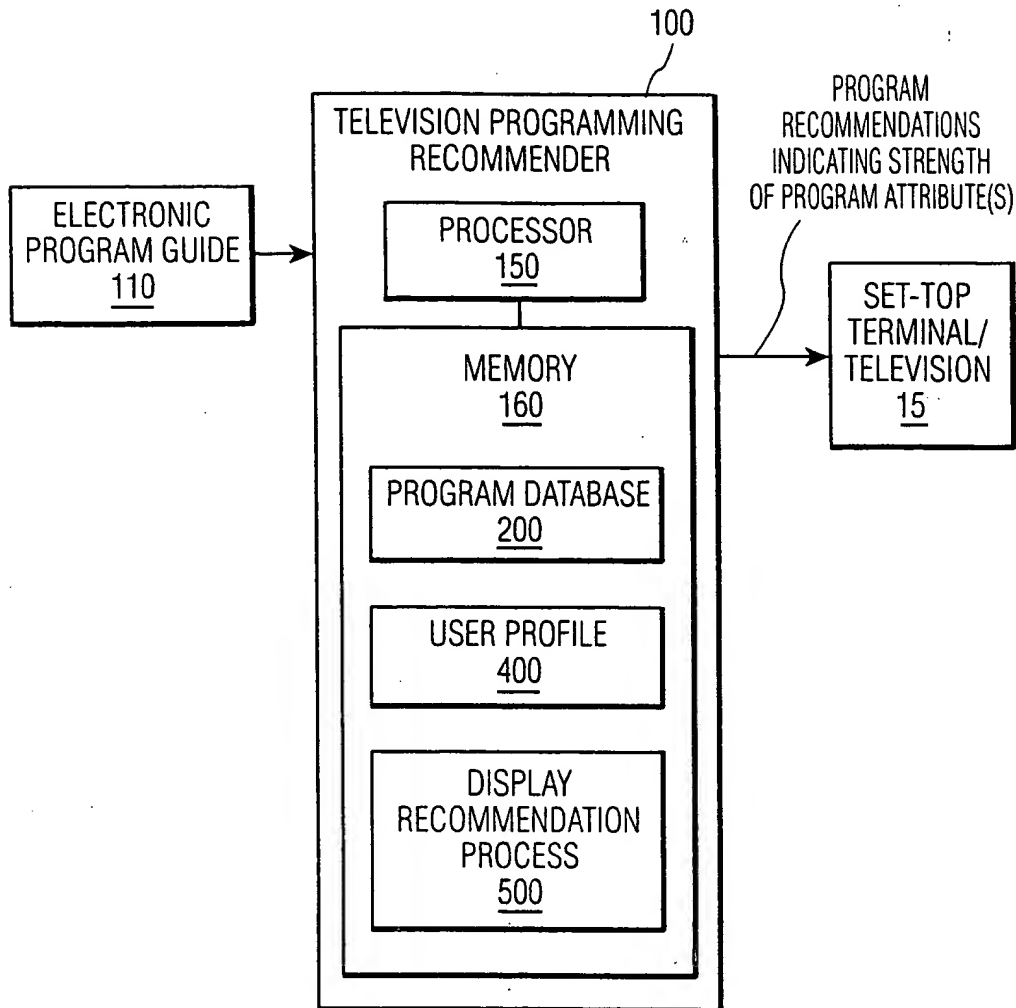 100
TELEVISION PROGRAMMING
RECOMMENDER
PROGRAM
RECOMMENDATIONS
INDICATING STRENGTH
OF PROGRAM ATTRIBUTE(S)
ELECTRONIC
PROGRAM GUIDE
110
PROCESSOR
150
SET-TOP
TERMINAL/
TELEVISION
15
MEMORY
160
PROGRAM DATABASE
200
USER PROFILE
400
DISPLAY
RECOMMENDATION
PROCESS
500